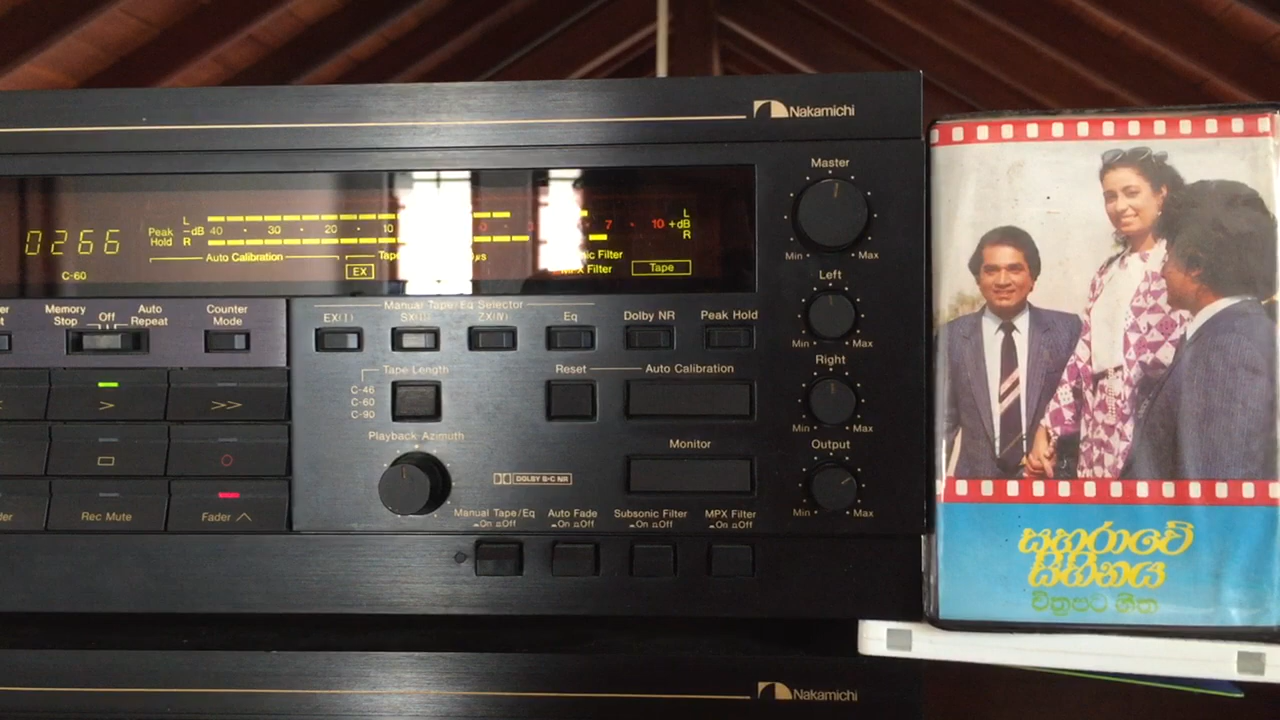 Nakamichi
Master
Min Max
0266
Peak Hold
L
R
-dB 40 · 30 · 20 · 10 7 10 +dB
L
R
Auto Calibration
EX
Tape
C-60
Memory Stop
Off
Auto Repeat
Counter Mode
Manual Tape/Eq Selector
EX(I) SX(II) ZX(IV) Eq Dolby NR Peak Hold
Left
Min Max
Tape Length
C-46
C-60
C-90
Reset Auto Calibration
Right
Min Max
> >>
Playback Azimuth
Monitor
Output
Min Max
DOLBY B-C NR
Rec Mute
Fader
Manual Tape/Eq Auto Fade Subsonic Filter MPX Filter
On Off On Off On Off On Off
Nakamichi
සහරාවේ
සිහිනය
චිත්‍රපට ගීත